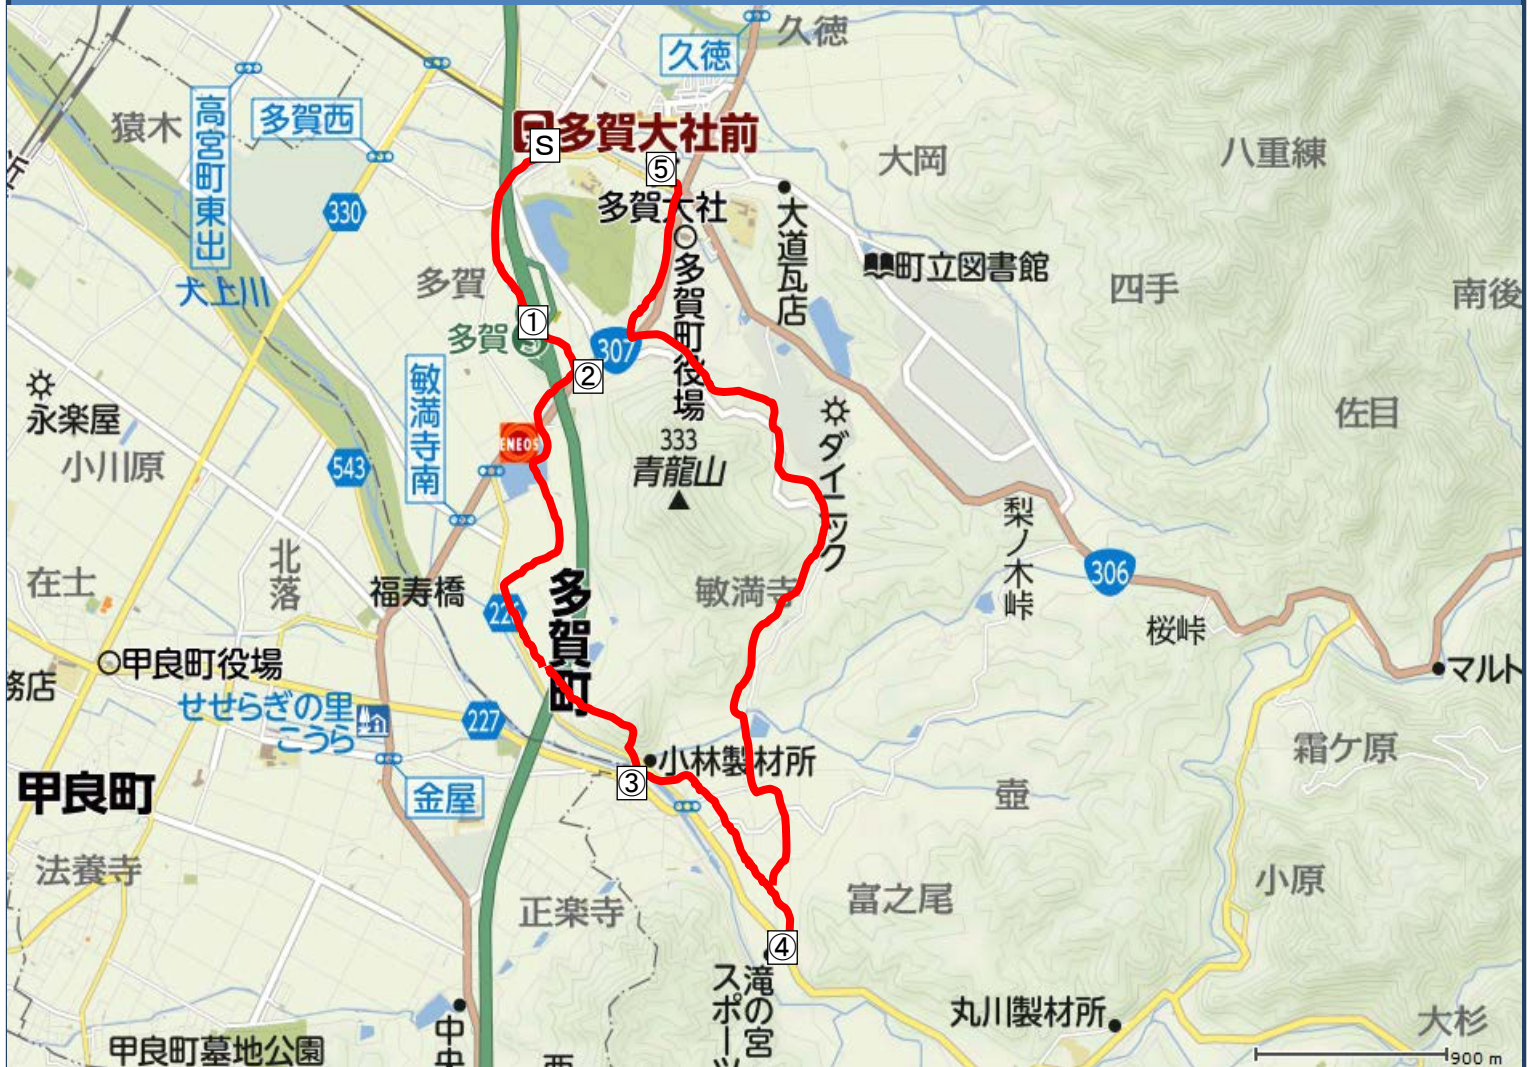 久徳
久徳
猿木
高宮町東出
多賀西
多賀大社前
S
⑤
大岡
八重練
330
多賀大社
大道瓦店
町立図書館
四手
南後
犬上川
多賀
①
多賀
307
多賀町役場
②
敏満寺南
永楽屋
小川原
543
ENEOS
333
青龍山
ダイニック
佐目
梨ノ木峠
306
北落
在士
福寿橋
多賀町
敏満寺
桜峠
甲良町役場
務店
せせらぎの里
こうら
227
マルト
小林製材所
③
霜ケ原
甲良町
金屋
壺
法養寺
正楽寺
富之尾
小原
④
滝の宮
スポーツ
丸川製材所
大杉
甲良町墓地公園
中央
西
900 m